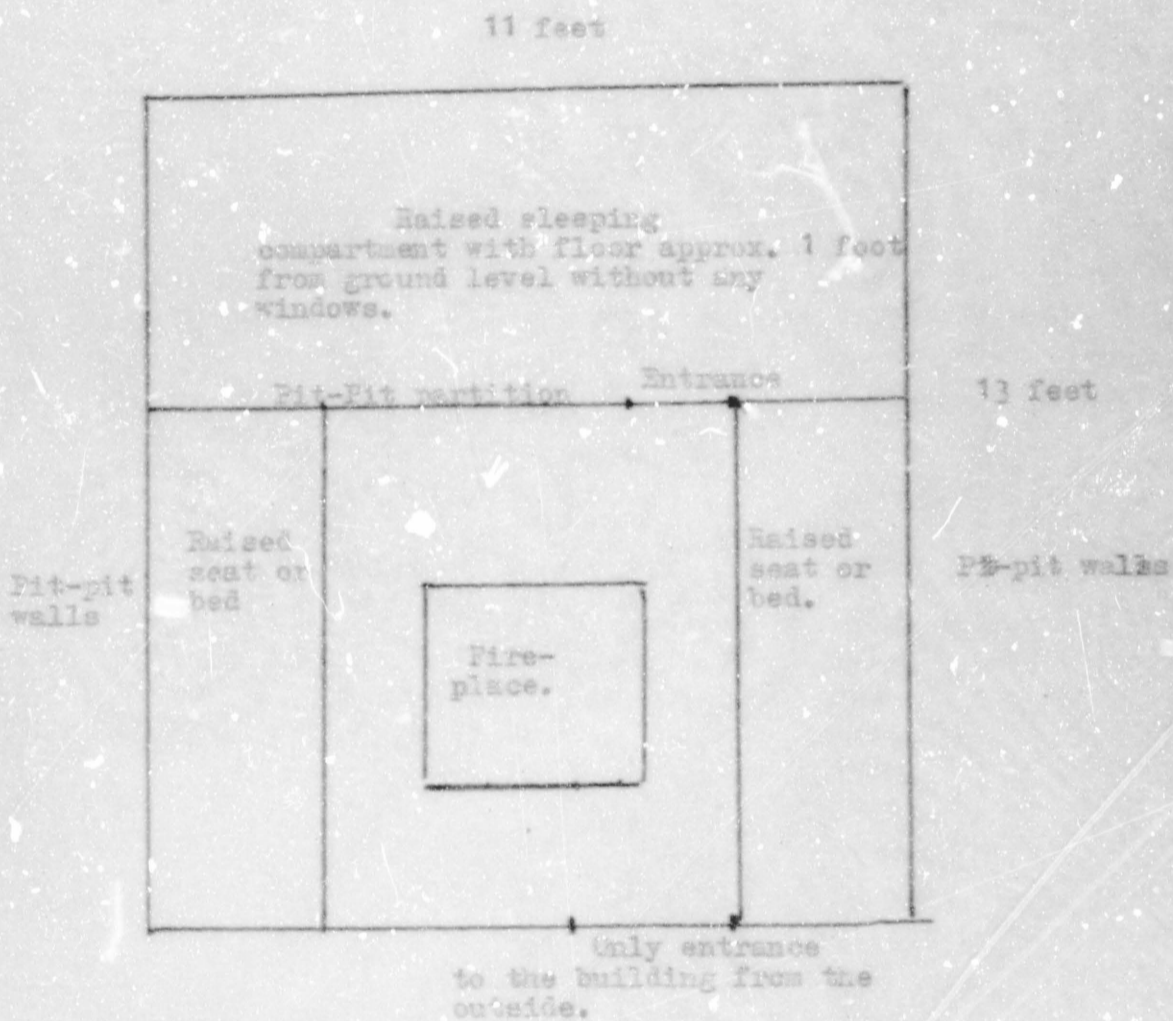 11 feet
Raised sleeping
compartment with floor approx. 1 foot
from ground level without any
windows.
Pit-Pit partition
Entrance
13 feet
Pit-pit
walls
Raised
seat or
bed
Fire-
place.
Raised
seat or
bed.
Pit-pit walls
Only entrance
to the building from the
outside.